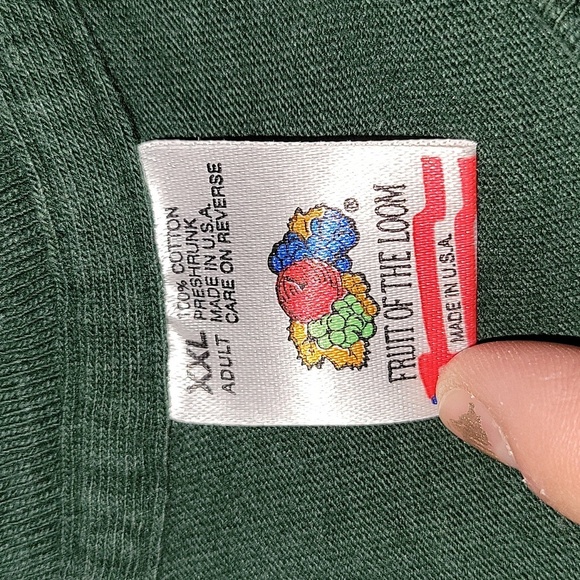 ®
FRUIT OF THE LOOM
MADE IN U.S.A.
XXL
ADULT
100% COTTON
PRESHRUNK
MADE IN U.S.A.
CARE ON REVERSE